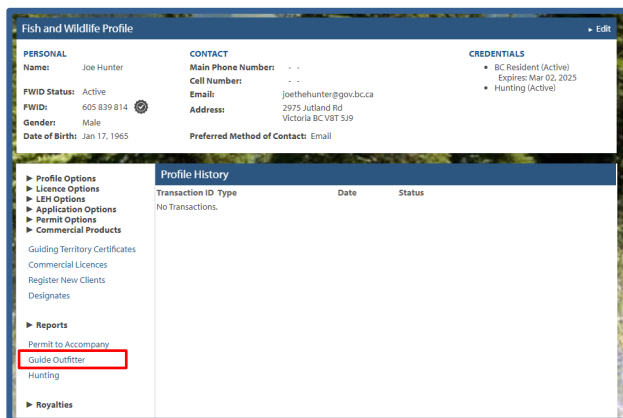 Fish and Wildlife Profile ▸ Edit
PERSONAL
Name: Joe Hunter
FWID Status: Active
FWID: 605 839 814
Gender: Male
Date of Birth: Jan 17, 1965
CONTACT
Main Phone Number: - -
Cell Number: - -
Email: joethehunter@gov.bc.ca
Address: 2975 Jutland Rd
Victoria BC V8T 5J9
Preferred Method of Contact: Email
CREDENTIALS
• BC Resident (Active)
Expires: Mar 02, 2025
• Hunting (Active)
▶ Profile Options
▶ Licence Options
▶ LEH Options
▶ Application Options
▶ Permit Options
▶ Commercial Products
Guiding Territory Certificates
Commercial Licences
Register New Clients
Designates
▶ Reports
Permit to Accompany
Guide Outfitter
Hunting
▶ Royalties
Profile History
Transaction ID Type Date Status
No Transactions.